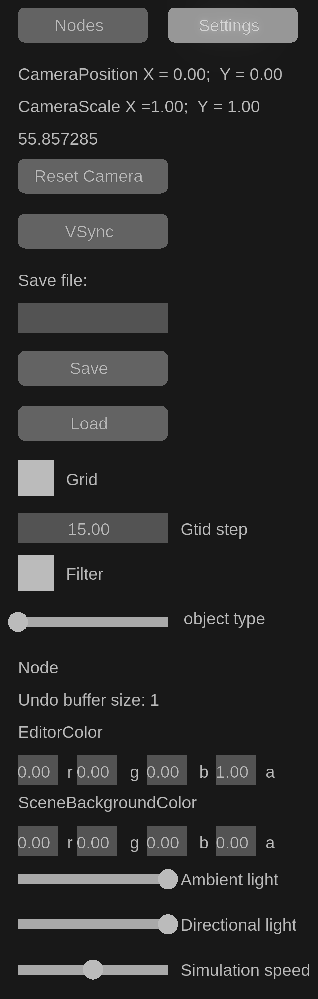 Nodes Settings
CameraPosition X = 0.00;  Y = 0.00
CameraScale X =1.00;  Y = 1.00
55.857285
Reset Camera
VSync
Save file:
Save
Load
Grid
15.00 Gtid step
Filter
object type
Node
Undo buffer size: 1
EditorColor
0.00 r 0.00 g 0.00 b 1.00 a
SceneBackgroundColor
0.00 r 0.00 g 0.00 b 0.00 a
Ambient light
Directional light
Simulation speed